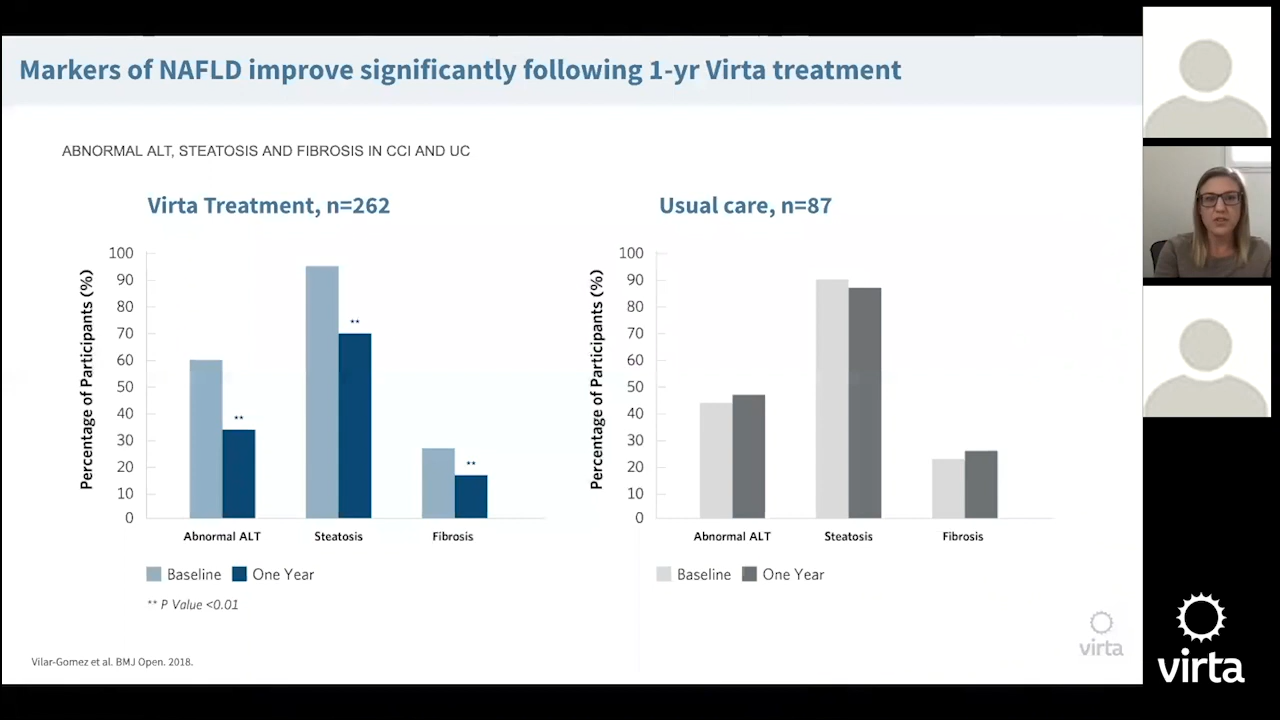 Markers of NAFLD improve significantly following 1-yr Virta treatment
ABNORMAL ALT, STEATOSIS AND FIBROSIS IN CCI AND UC
Virta Treatment, n=262
Percentage of Participants (%)
100
90
80
70
60
50
40
30
20
10
0
**
**
**
Abnormal ALT
Steatosis
Fibrosis
Baseline
One Year
** P Value <0.01
Usual care, n=87
Percentage of Participants (%)
100
90
80
70
60
50
40
30
20
10
0
Abnormal ALT
Steatosis
Fibrosis
Baseline
One Year
Vilar-Gomez et al. BMJ Open. 2018.
virta
virta